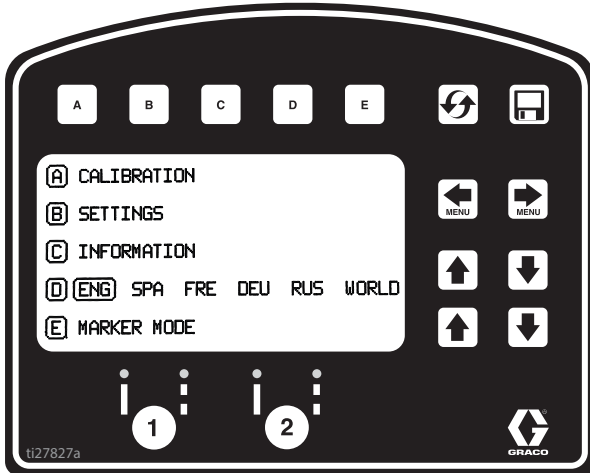 A B C D E
A CALIBRATION
B SETTINGS
C INFORMATION
D ENG SPA FRE DEU RUS WORLD
E MARKER MODE
MENU MENU
1 2
ti27827a
GRACO